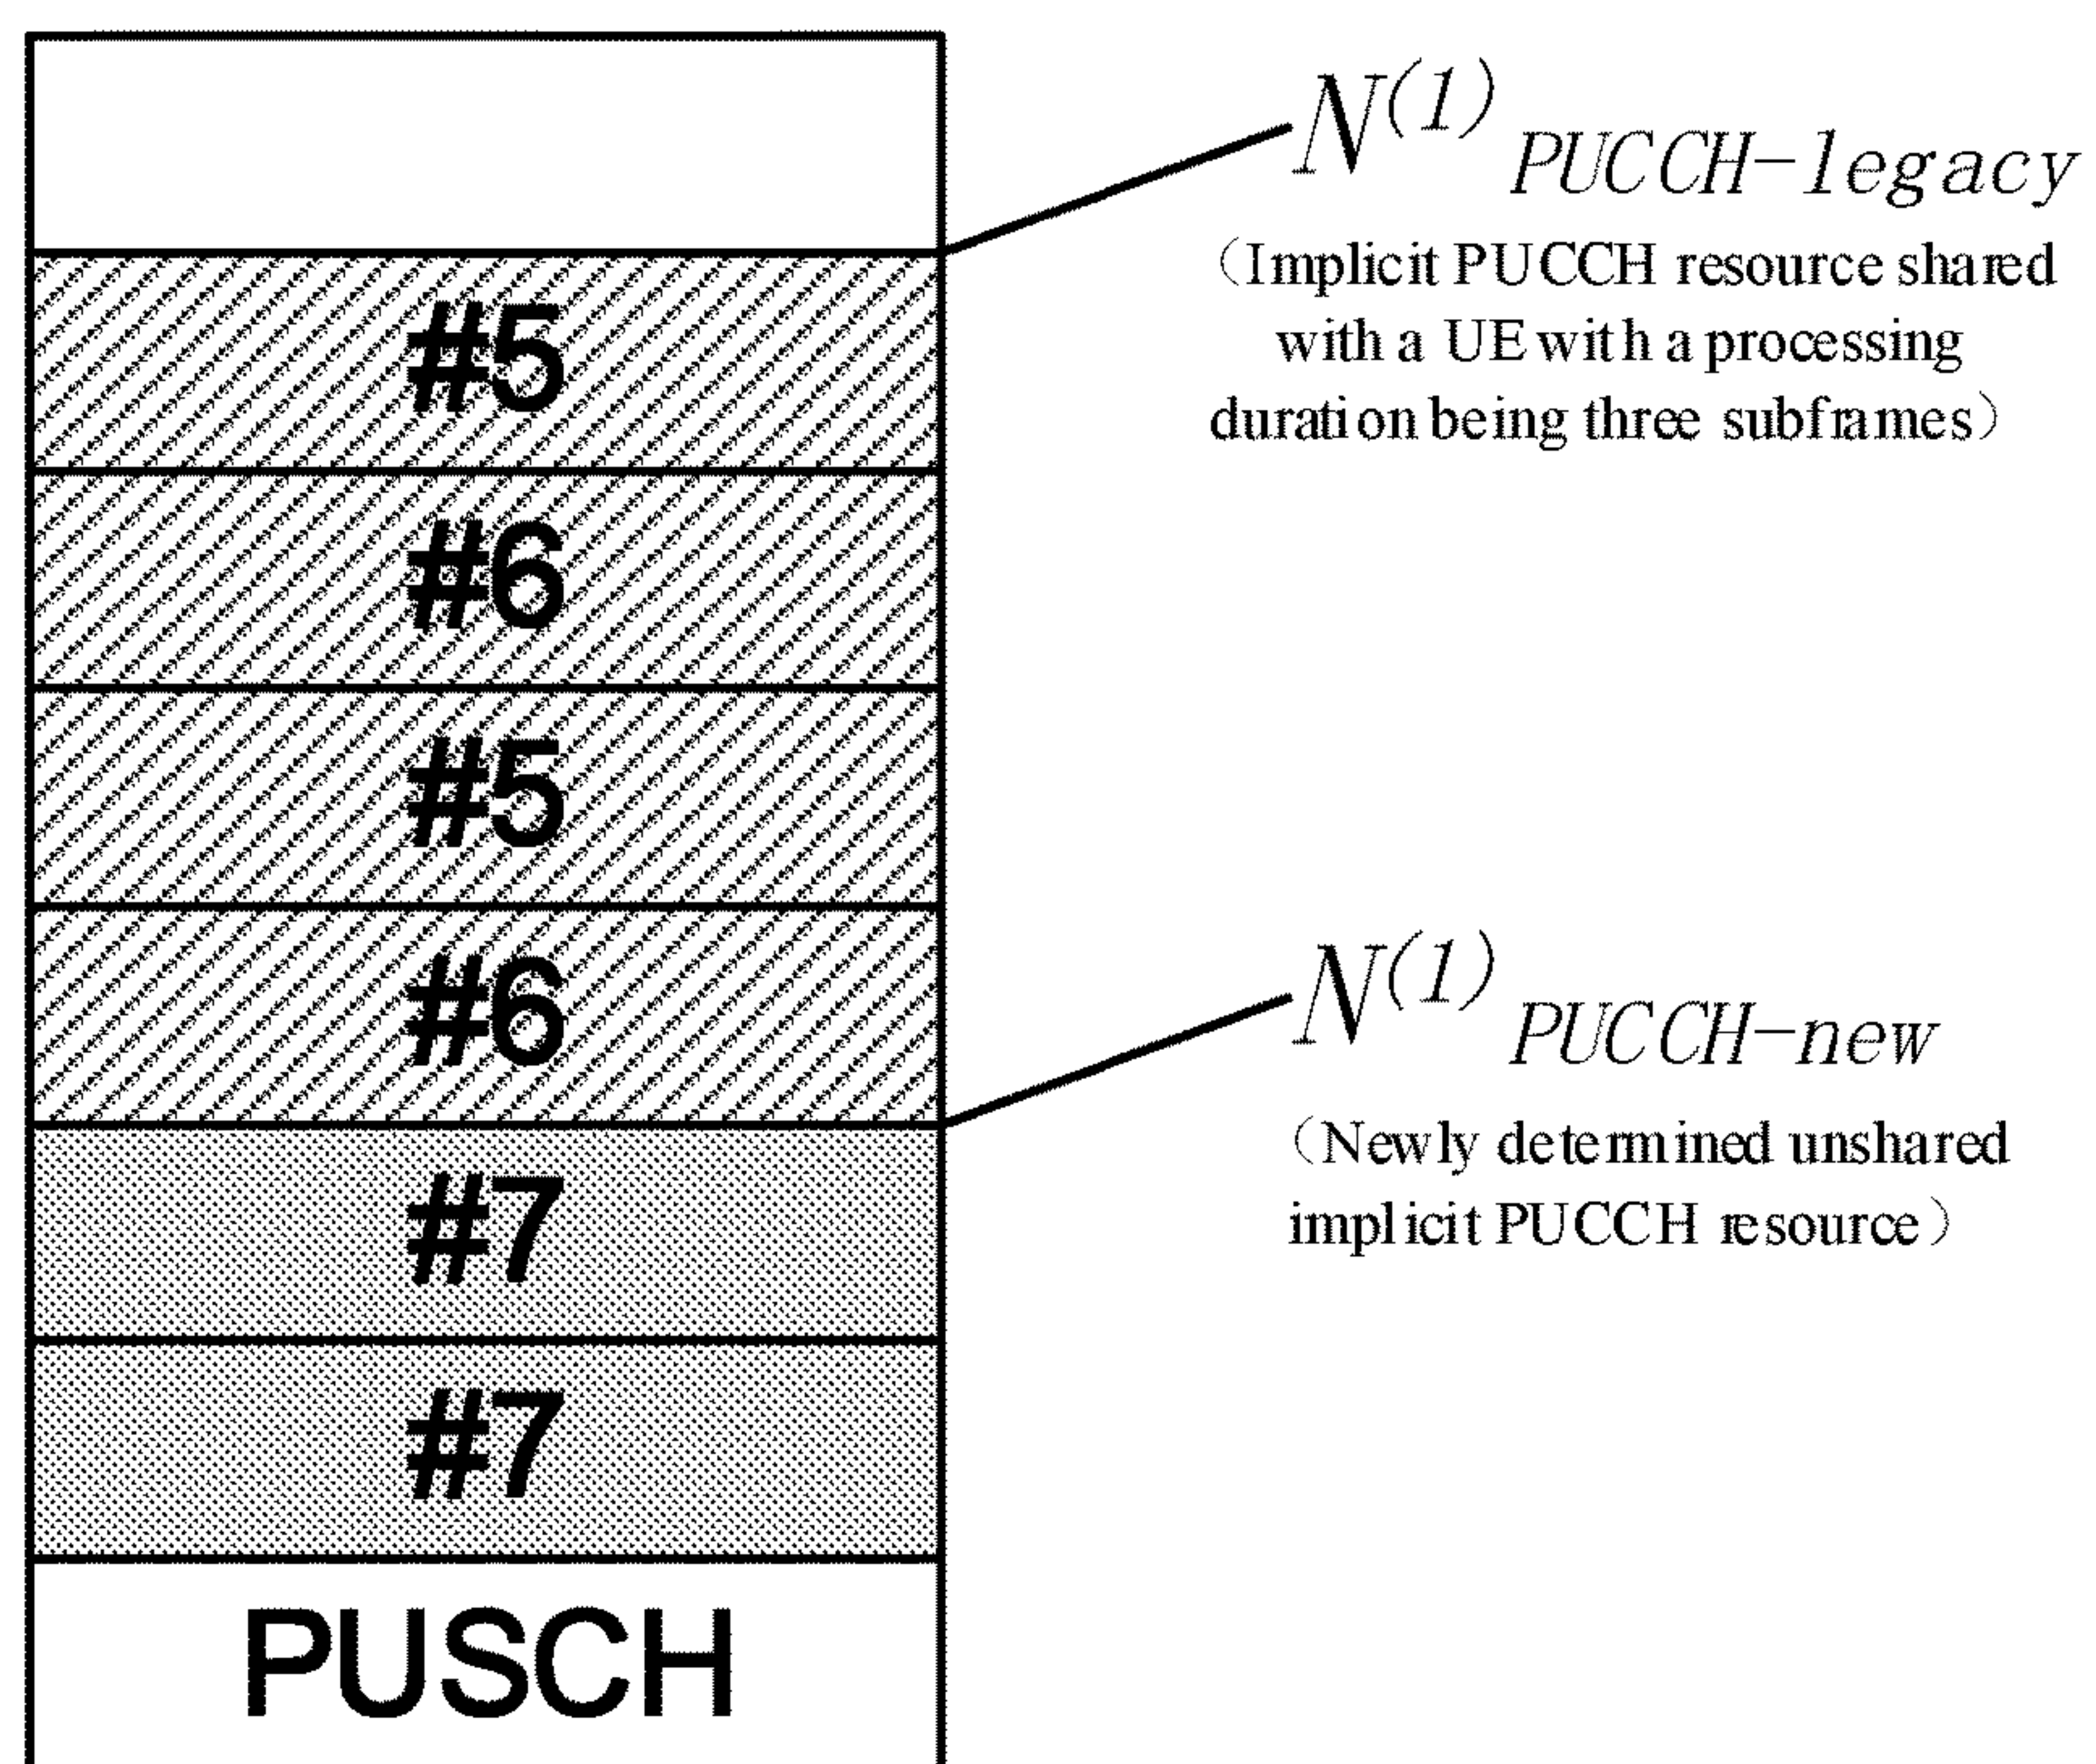 N(1) PUCCH-legacy
(Implicit PUCCH resource shared
with a UE with a processing
duration being three subframes)
#5
#6
#5
#6
N(1) PUCCH-new
(Newly determined unshared
implicit PUCCH resource)
#7
#7
PUSCH